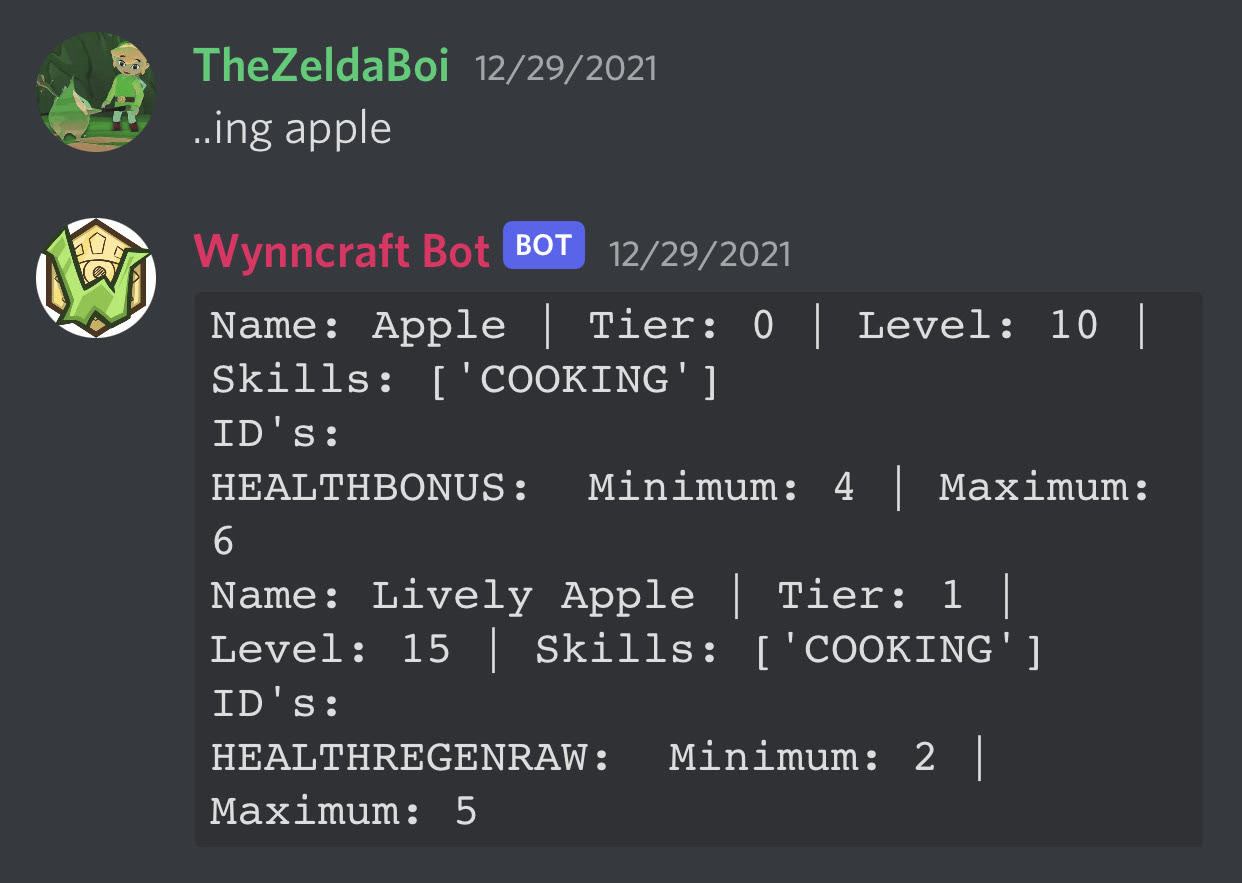 TheZeldaBoi 12/29/2021
..ing apple
Wynncraft Bot BOT 12/29/2021
Name: Apple | Tier: 0 | Level: 10 |
Skills: ['COOKING']
ID's:
HEALTHBONUS:  Minimum: 4 | Maximum:
6
Name: Lively Apple | Tier: 1 |
Level: 15 | Skills: ['COOKING']
ID's:
HEALTHREGENRAW:  Minimum: 2 |
Maximum: 5